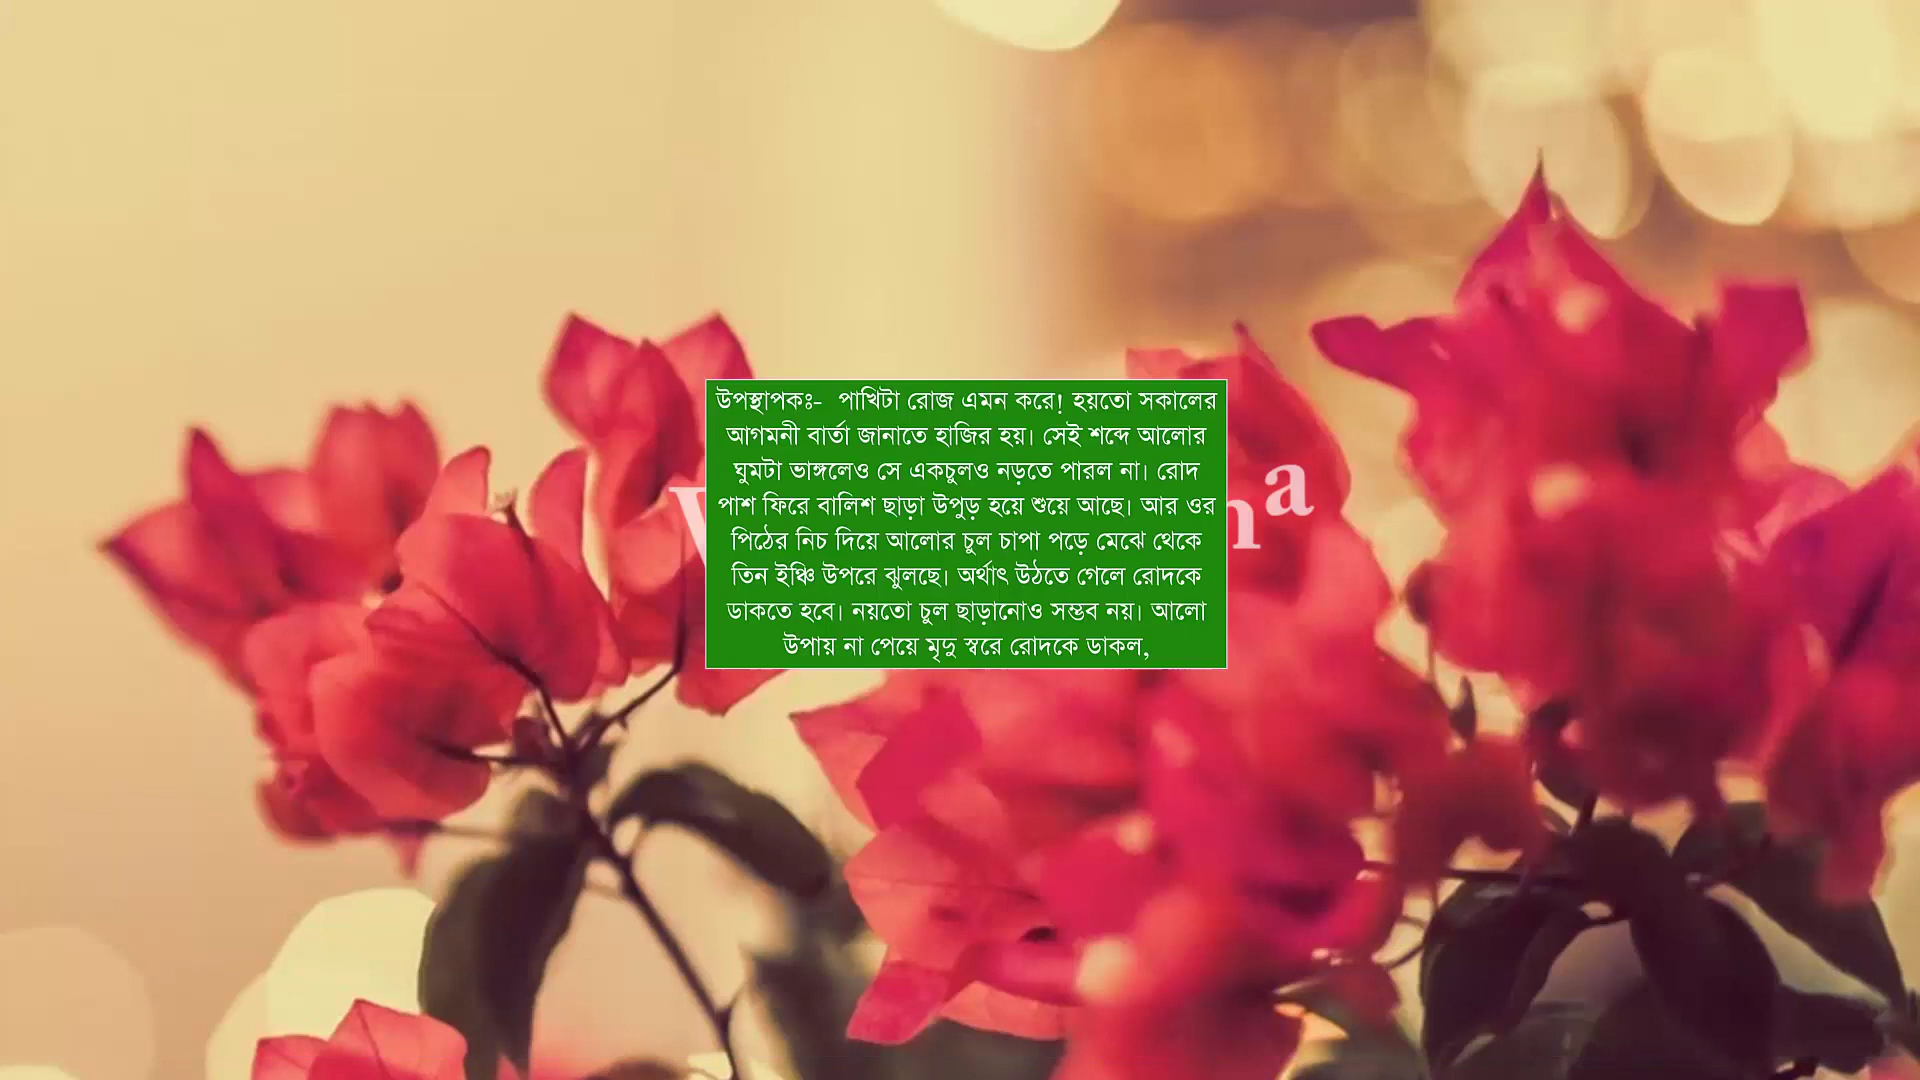 উপস্থাপকঃ- পাখিটা রোজ এমন করে! হয়তো সকালের
আগমনী বার্তা জানাতে হাজির হয়। সেই শব্দে আলোর
ঘুমটা ভাঙ্গলেও সে একচুলও নড়তে পারল না। রোদ
পাশ ফিরে বালিশ ছাড়া উপুড় হয়ে শুয়ে আছে। আর ওর
পিঠের নিচ দিয়ে আলোর চুল চাপা পড়ে মেঝে থেকে
তিন ইঞ্চি উপরে ঝুলছে। অর্থাৎ উঠতে গেলে রোদকে
ডাকতে হবে। নয়তো চুল ছাড়ানোও সম্ভব নয়। আলো
উপায় না পেয়ে মৃদু স্বরে রোদকে ডাকল,